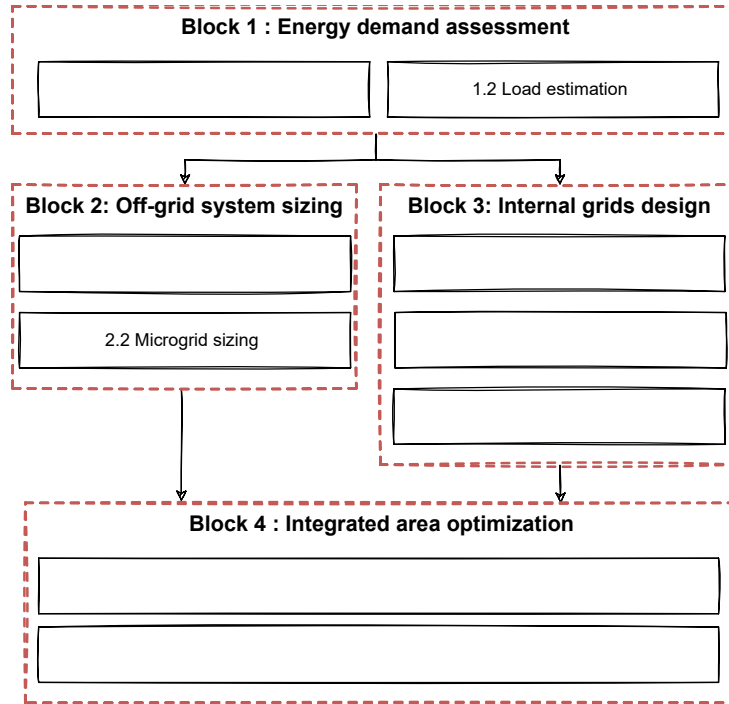 Block 1 : Energy demand assessment
1.2 Load estimation
Block 2: Off-grid system sizing
2.2 Microgrid sizing
Block 3: Internal grids design
Block 4 : Integrated area optimization